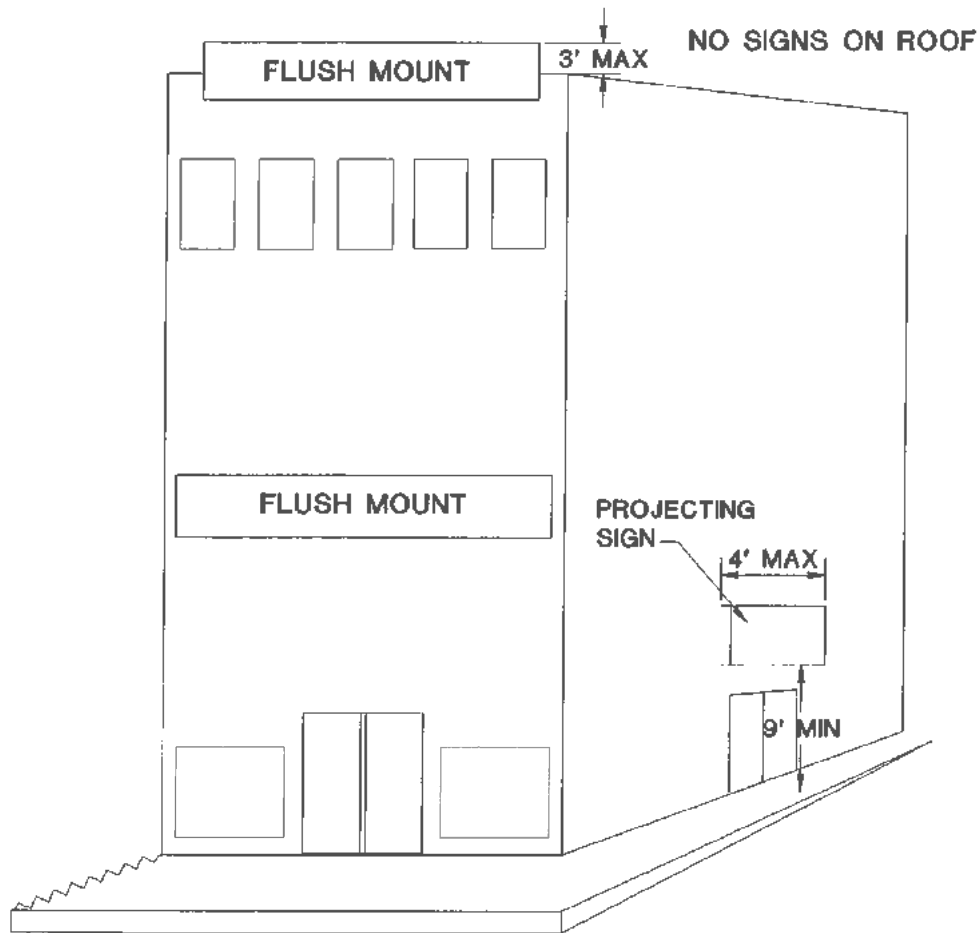 NO SIGNS ON ROOF
3' MAX
FLUSH MOUNT
FLUSH MOUNT
PROJECTING
SIGN
4' MAX
9' MIN